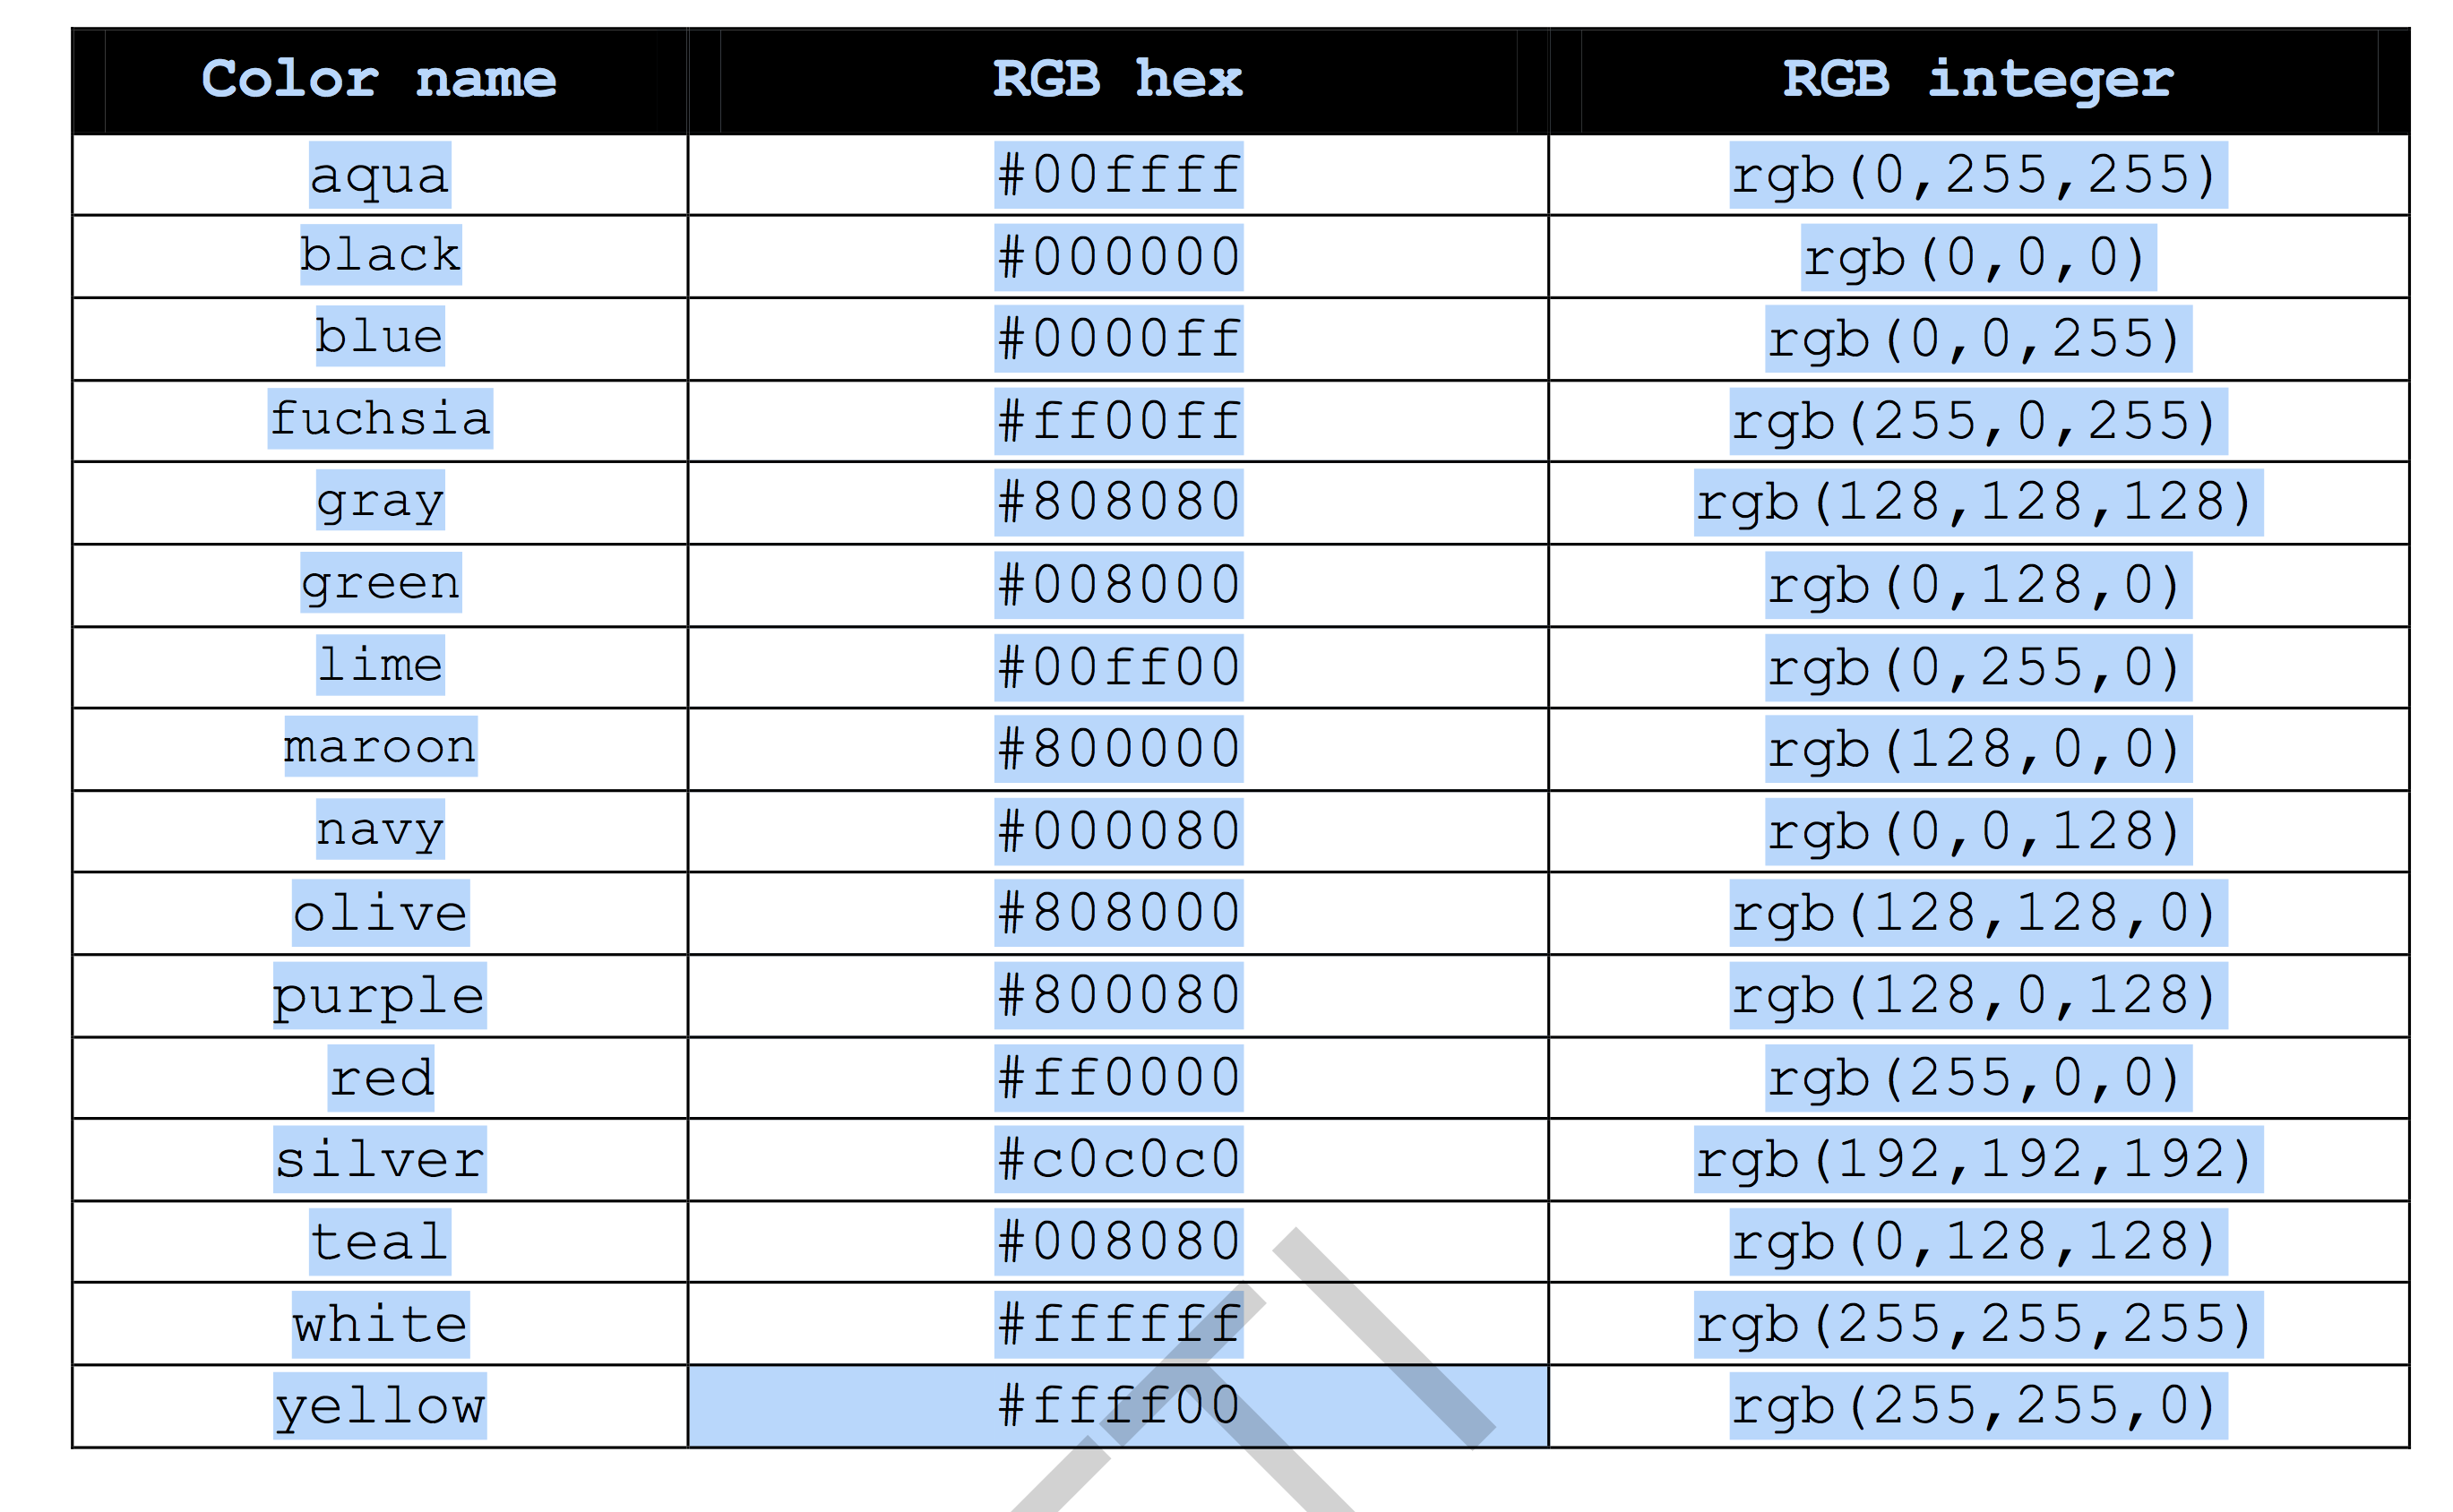 Color name RGB hex RGB integer
aqua #00ffff rgb(0,255,255)
black #000000 rgb(0,0,0)
blue #0000ff rgb(0,0,255)
fuchsia #ff00ff rgb(255,0,255)
gray #808080 rgb(128,128,128)
green #008000 rgb(0,128,0)
lime #00ff00 rgb(0,255,0)
maroon #800000 rgb(128,0,0)
navy #000080 rgb(0,0,128)
olive #808000 rgb(128,128,0)
purple #800080 rgb(128,0,128)
red #ff0000 rgb(255,0,0)
silver #c0c0c0 rgb(192,192,192)
teal #008080 rgb(0,128,128)
white #ffffff rgb(255,255,255)
yellow #ffff00 rgb(255,255,0)